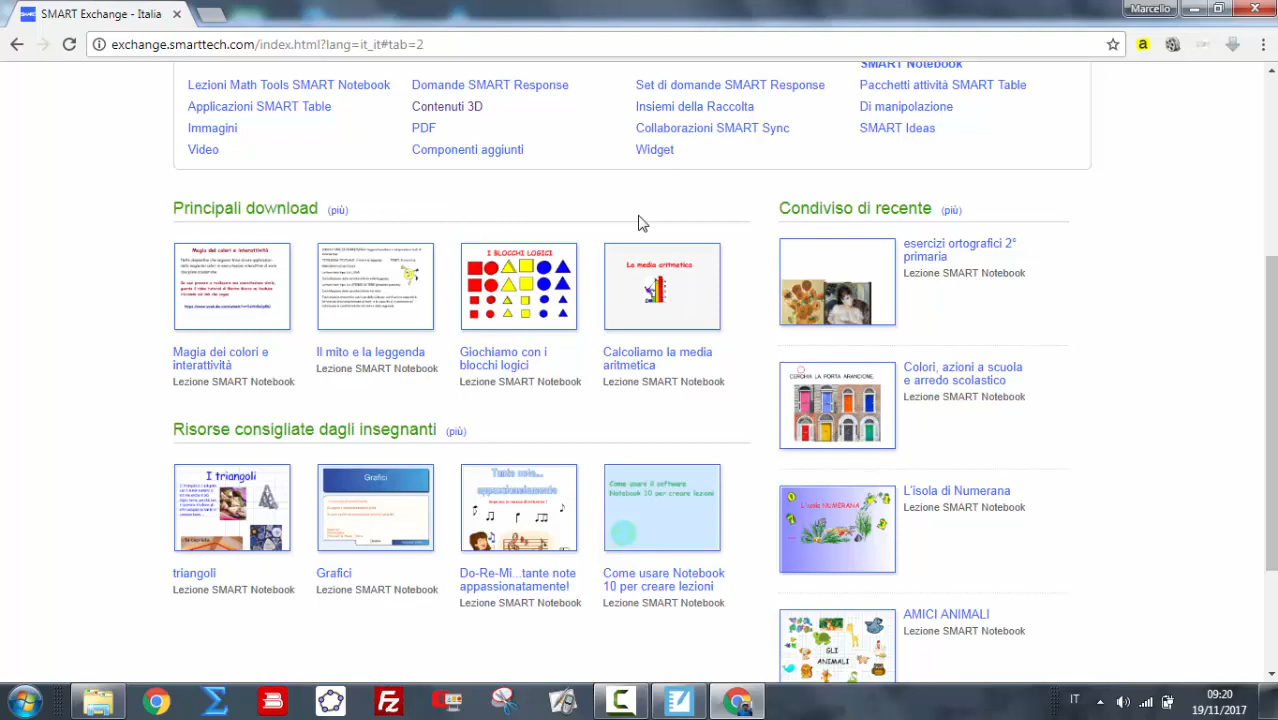 SMART Exchange - Italia
Marcello
exchange.smarttech.com/index.html?lang=it_it#tab=2
SMART Notebook
Lezioni Math Tools SMART Notebook
Domande SMART Response
Set di domande SMART Response
Pacchetti attività SMART Table
Applicazioni SMART Table
Contenuti 3D
Insiemi della Raccolta
Di manipolazione
Immagini
PDF
Collaborazioni SMART Sync
SMART Ideas
Video
Componenti aggiunti
Widget
Principali download (più)
Magia dei colori e interattività
I BLOCCHI LOGICI
La media aritmetica
Magia dei colori e
interattività
Lezione SMART Notebook
Il mito e la leggenda
Lezione SMART Notebook
Giochiamo con i
blocchi logici
Lezione SMART Notebook
Calcoliamo la media
aritmetica
Lezione SMART Notebook
Risorse consigliate dagli insegnanti (più)
I triangoli
Grafici
Tante note...
appassionatamente
Come usare il software
Notebook 10 per creare lezioni
triangoli
Lezione SMART Notebook
Grafici
Lezione SMART Notebook
Do-Re-Mi...tante note
appassionatamente!
Lezione SMART Notebook
Come usare Notebook
10 per creare lezioni
Lezione SMART Notebook
Condiviso di recente (più)
esercizi ortografici 2°
primaria
Lezione SMART Notebook
CERCHIA LA PORTA ARANCIONE.
Colori, azioni a scuola
e arredo scolastico
Lezione SMART Notebook
L'isola NUMERANA
L'isola di Numerana
Lezione SMART Notebook
GLI
ANIMALI
AMICI ANIMALI
Lezione SMART Notebook
IT
09:20
19/11/2017